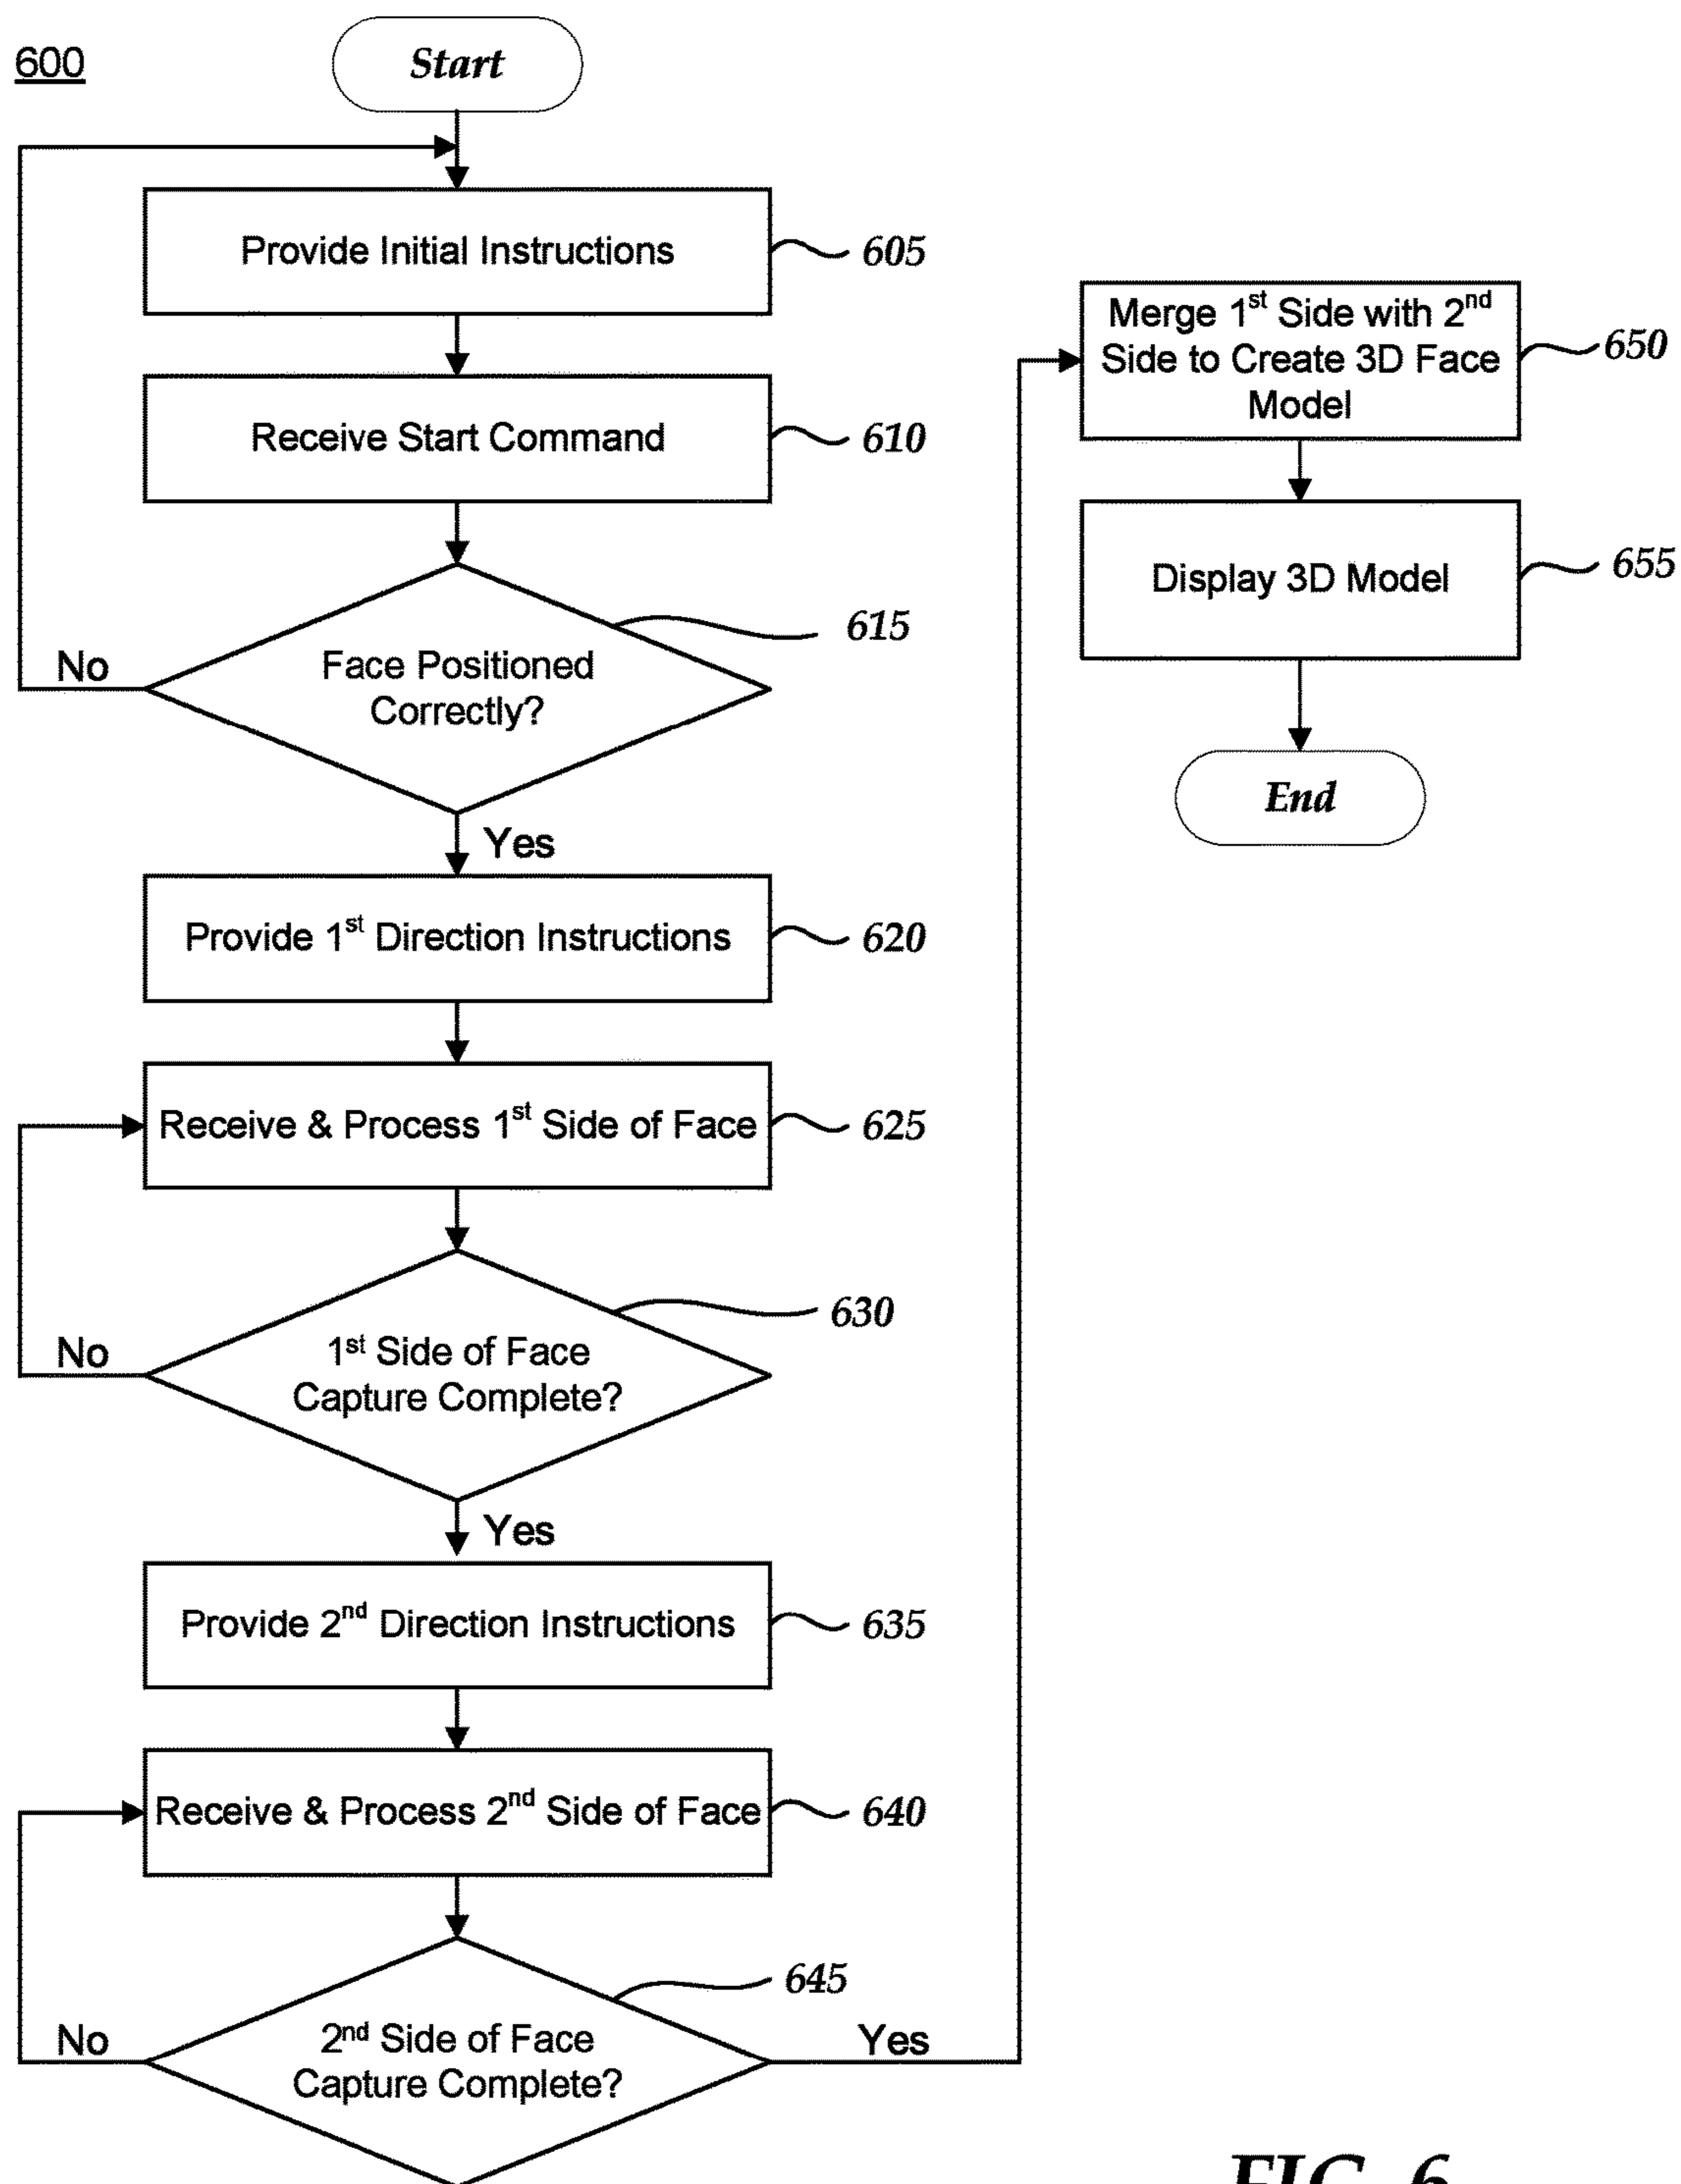 600
Start
Provide Initial Instructions
605
Receive Start Command
610
615
Face Positioned
Correctly?
No
Yes
Provide 1st Direction Instructions
620
Receive & Process 1st Side of Face
625
630
1st Side of Face
Capture Complete?
No
Yes
Provide 2nd Direction Instructions
635
Receive & Process 2nd Side of Face
640
645
2nd Side of Face
Capture Complete?
No
Yes
Merge 1st Side with 2nd
Side to Create 3D Face
Model
650
Display 3D Model
655
End
FIG. 6